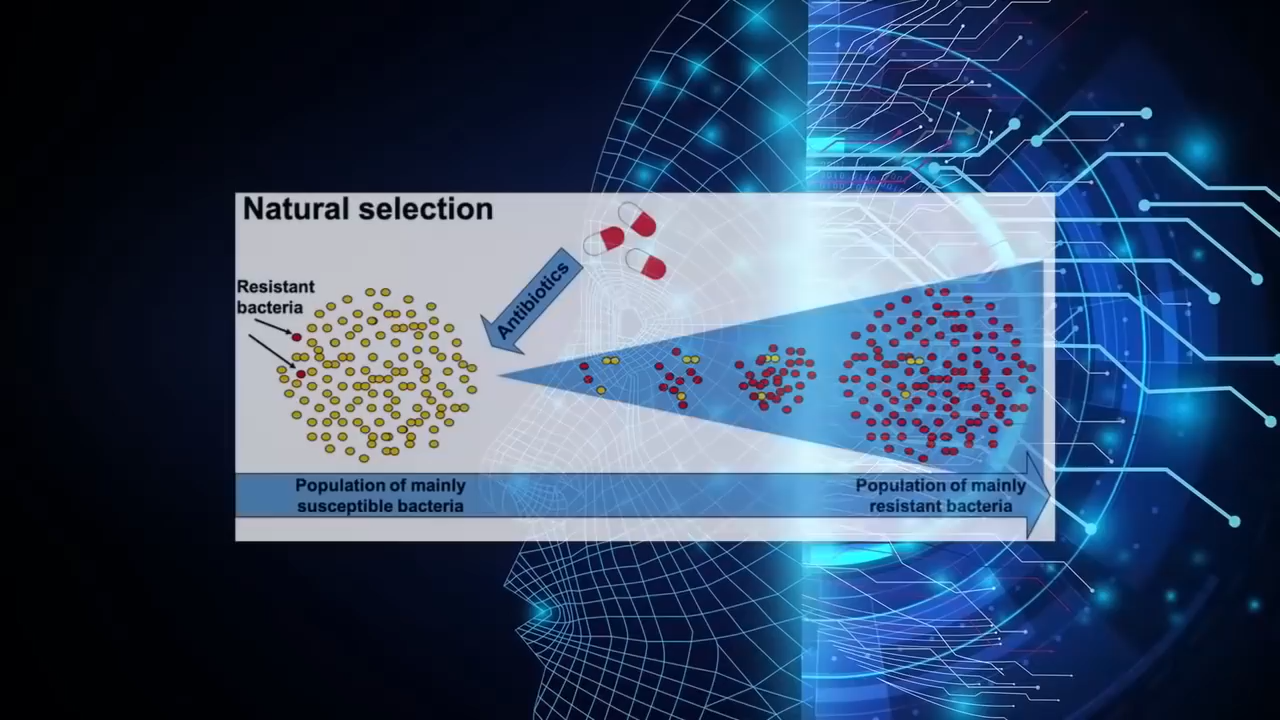 Natural selection
Antibiotics
Resistant
bacteria
Population of mainly
susceptible bacteria
Population of mainly
resistant bacteria